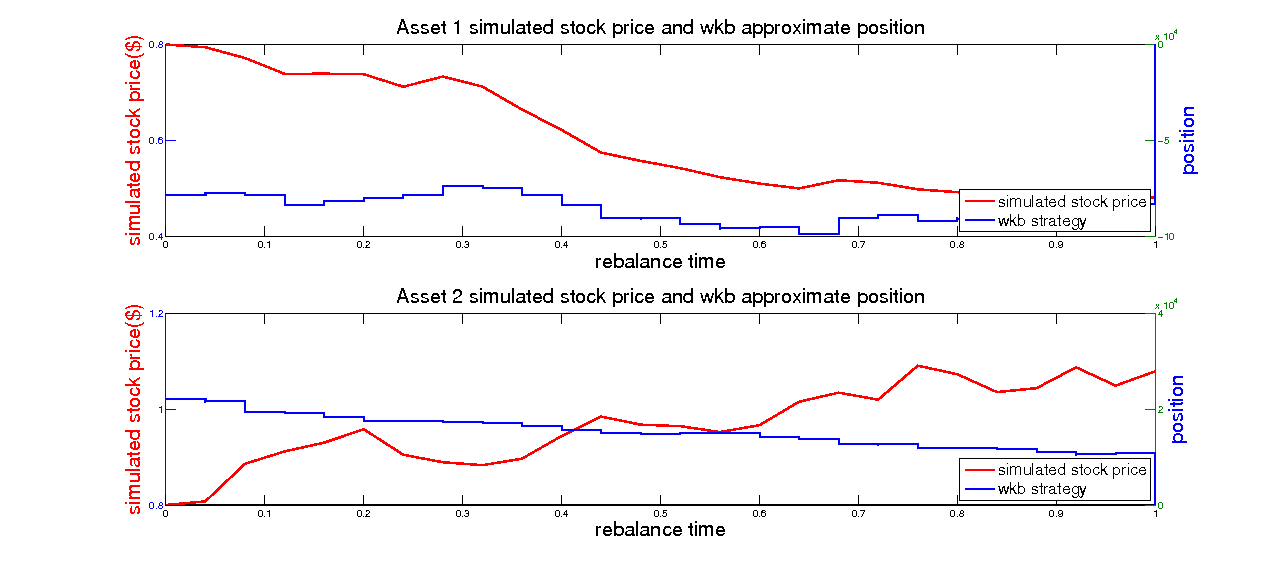 Asset 1 simulated stock price and wkb approximate position
x 10^4
0.8
0.6
0.4
simulated stock price($)
0
-5
-10
position
simulated stock price
wkb strategy
0 0.1 0.2 0.3 0.4 0.5 0.6 0.7 0.8 0.9 1
rebalance time
Asset 2 simulated stock price and wkb approximate position
x 10^4
1.2
1
0.8
simulated stock price($)
4
2
0
position
simulated stock price
wkb strategy
0 0.1 0.2 0.3 0.4 0.5 0.6 0.7 0.8 0.9 1
rebalance time